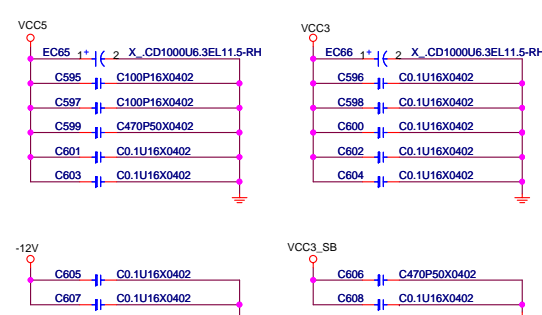 VCC5
EC65 1+ 2 X_.CD1000U6.3EL11.5-RH
C595 C100P16X0402
C597 C100P16X0402
C599 C470P50X0402
C601 C0.1U16X0402
C603 C0.1U16X0402
VCC3
EC66 1+ 2 X_.CD1000U6.3EL11.5-RH
C596 C0.1U16X0402
C598 C0.1U16X0402
C600 C0.1U16X0402
C602 C0.1U16X0402
C604 C0.1U16X0402
-12V
C605 C0.1U16X0402
C607 C0.1U16X0402
VCC3_SB
C606 C470P50X0402
C608 C0.1U16X0402